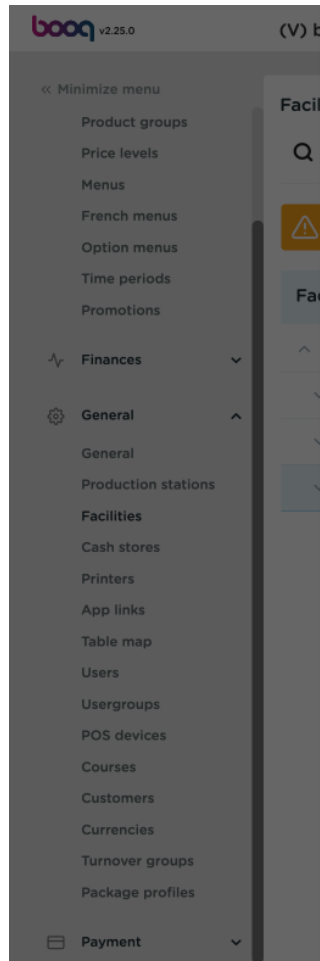 booq v2.25.0
(V) b
« Minimize menu
Product groups
Price levels
Menus
French menus
Option menus
Time periods
Promotions
Finances
General
General
Production stations
Facilities
Cash stores
Printers
App links
Table map
Users
Usergroups
POS devices
Courses
Customers
Currencies
Turnover groups
Package profiles
Payment
Facil
Fac